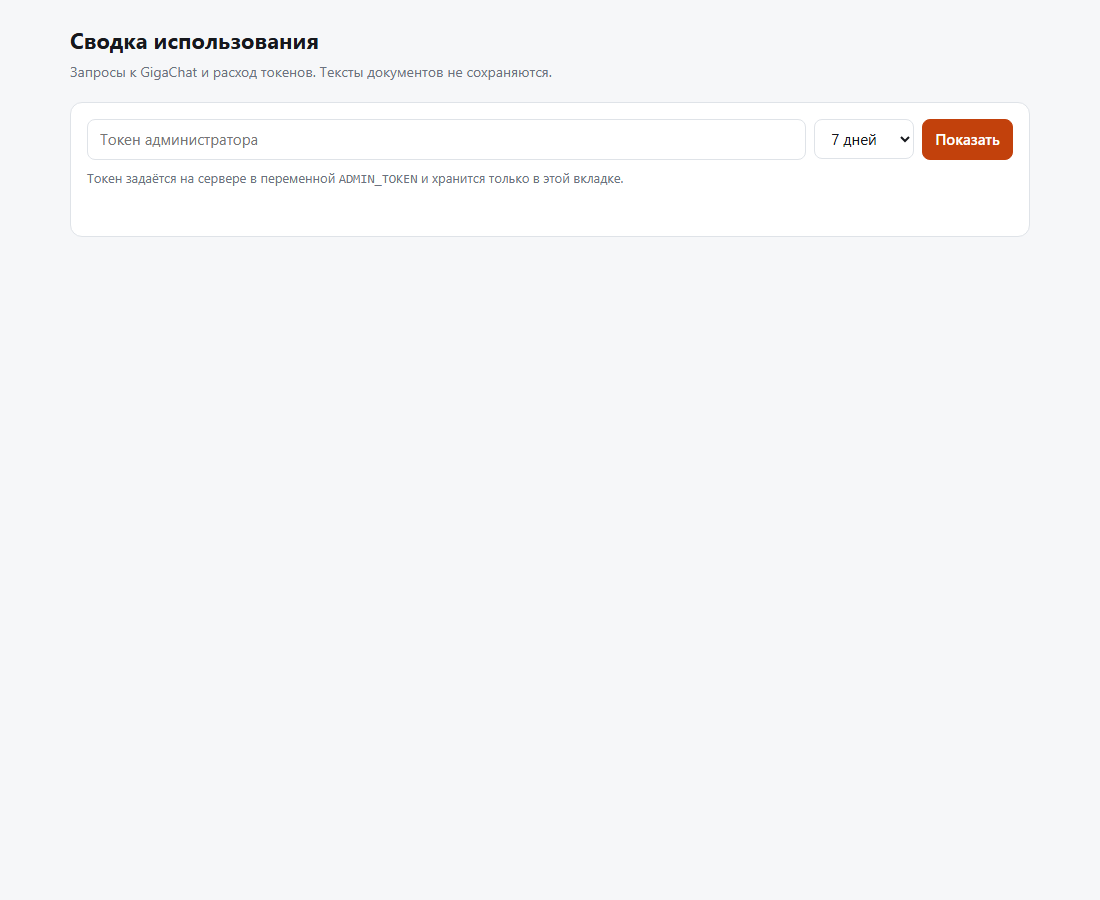 Сводка использования
Запросы к GigaChat и расход токенов. Тексты документов не сохраняются.
Токен администратора
7 дней
Показать
Токен задаётся на сервере в переменной ADMIN_TOKEN и хранится только в этой вкладке.